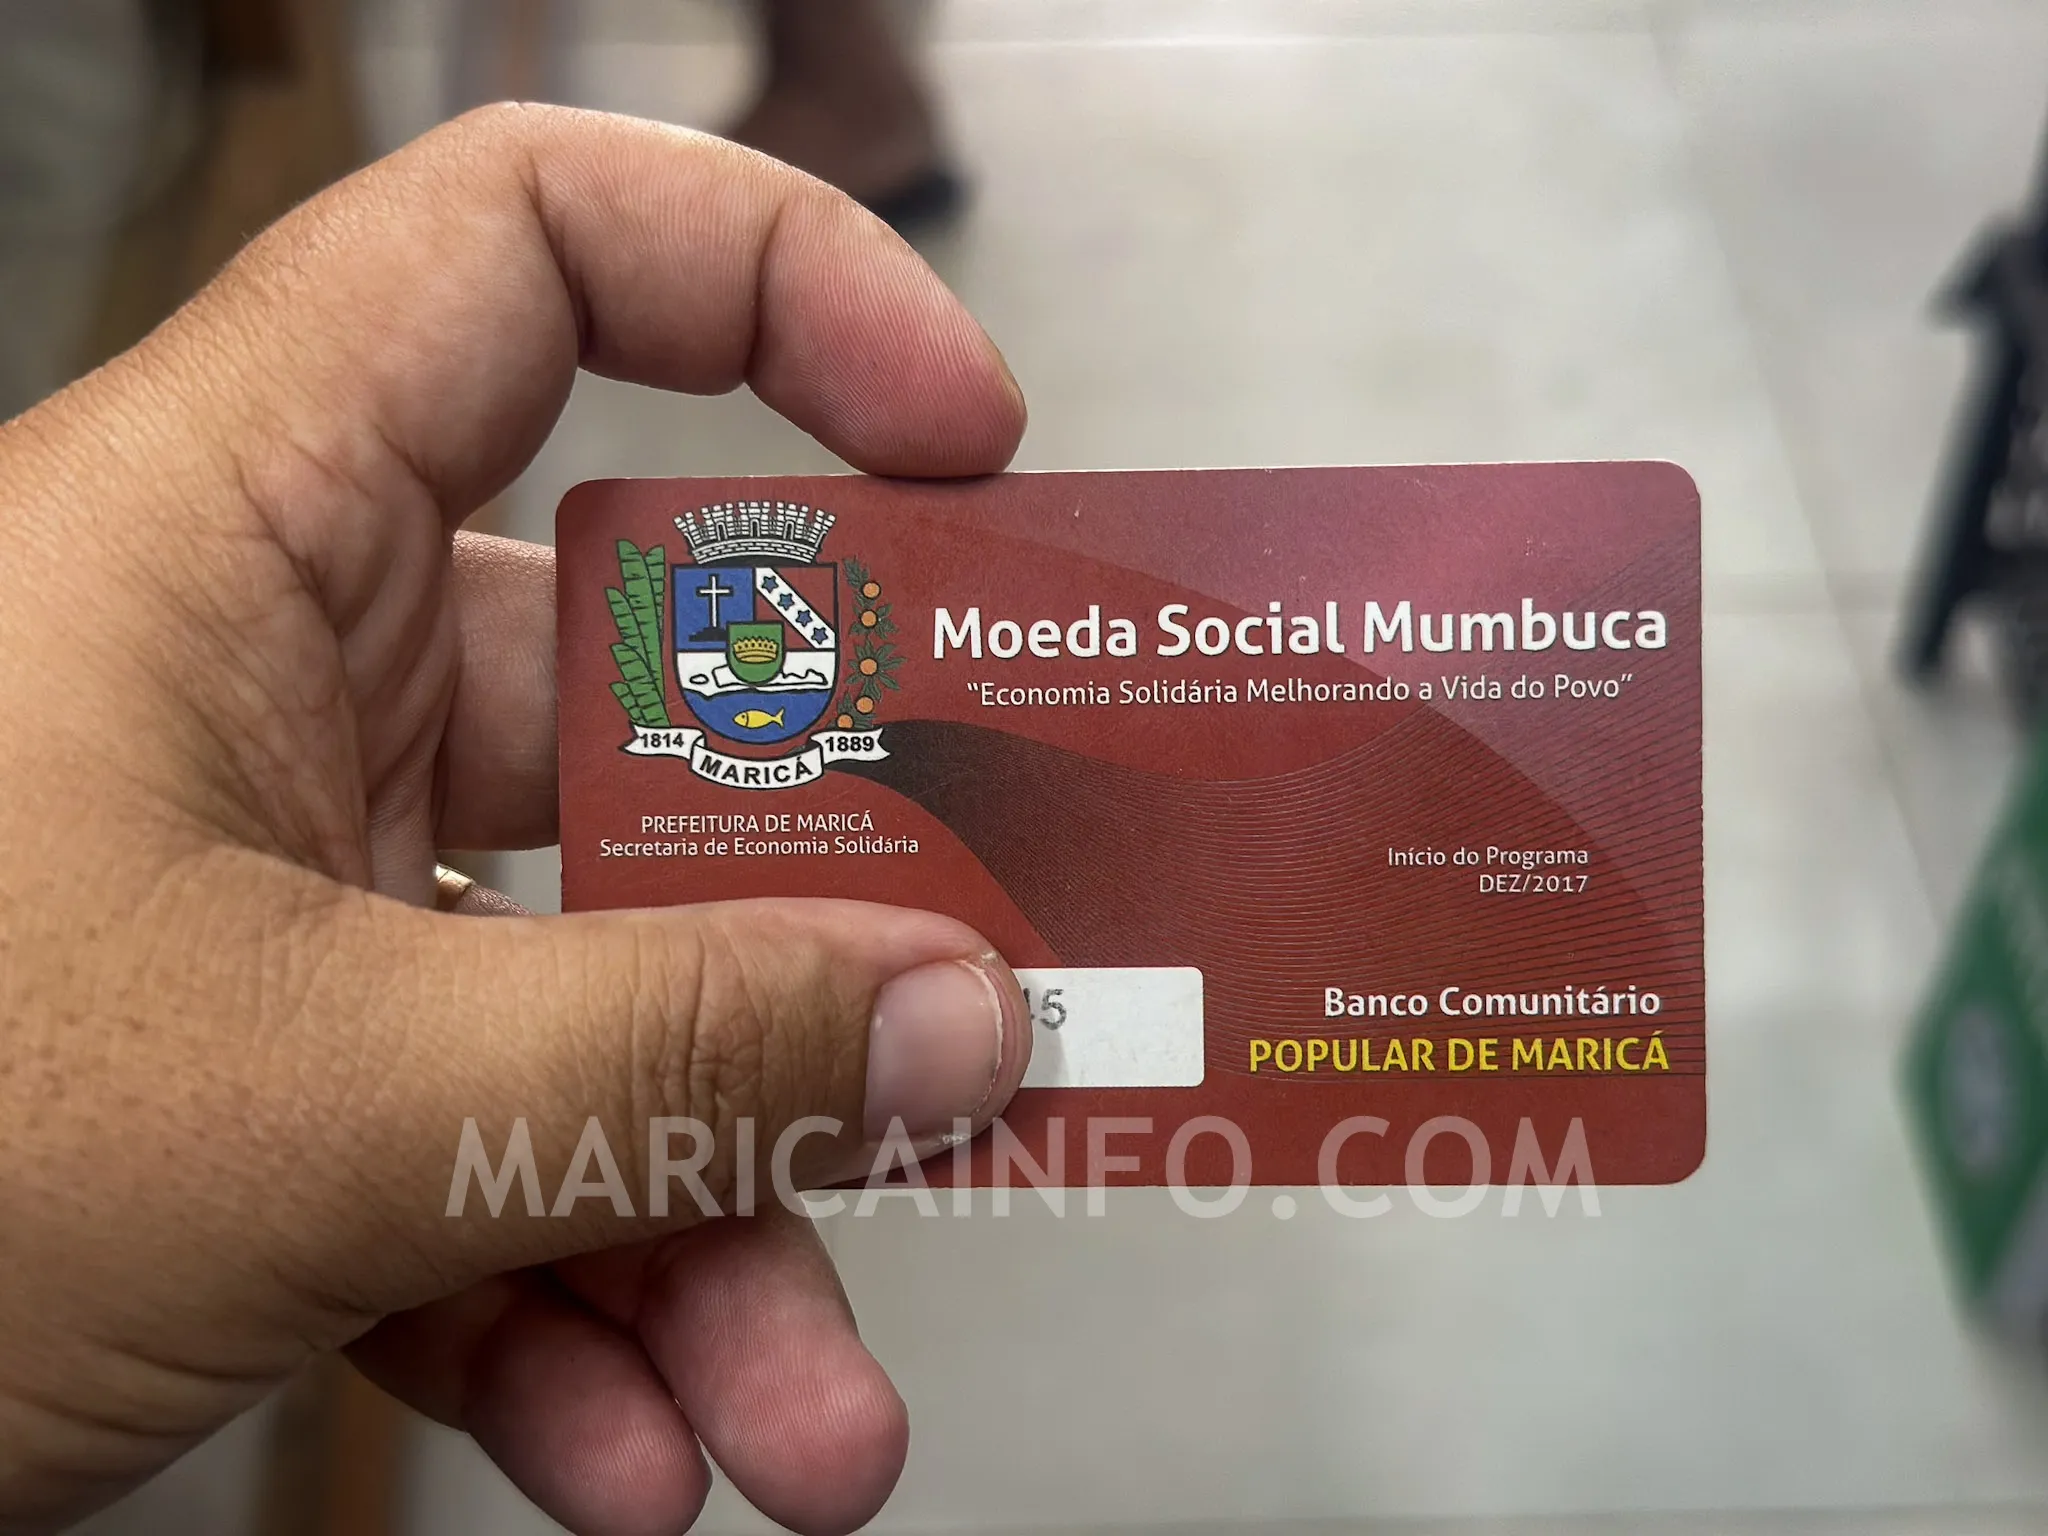 Moeda Social Mumbuca
“Economia Solidária Melhorando a Vida do Povo”
1814
1889
MARICÁ
PREFEITURA DE MARICÁ
Secretaria de Economia Solidária
Início do Programa
DEZ/2017
Banco Comunitário
POPULAR DE MARICÁ
MARICAINFO.COM